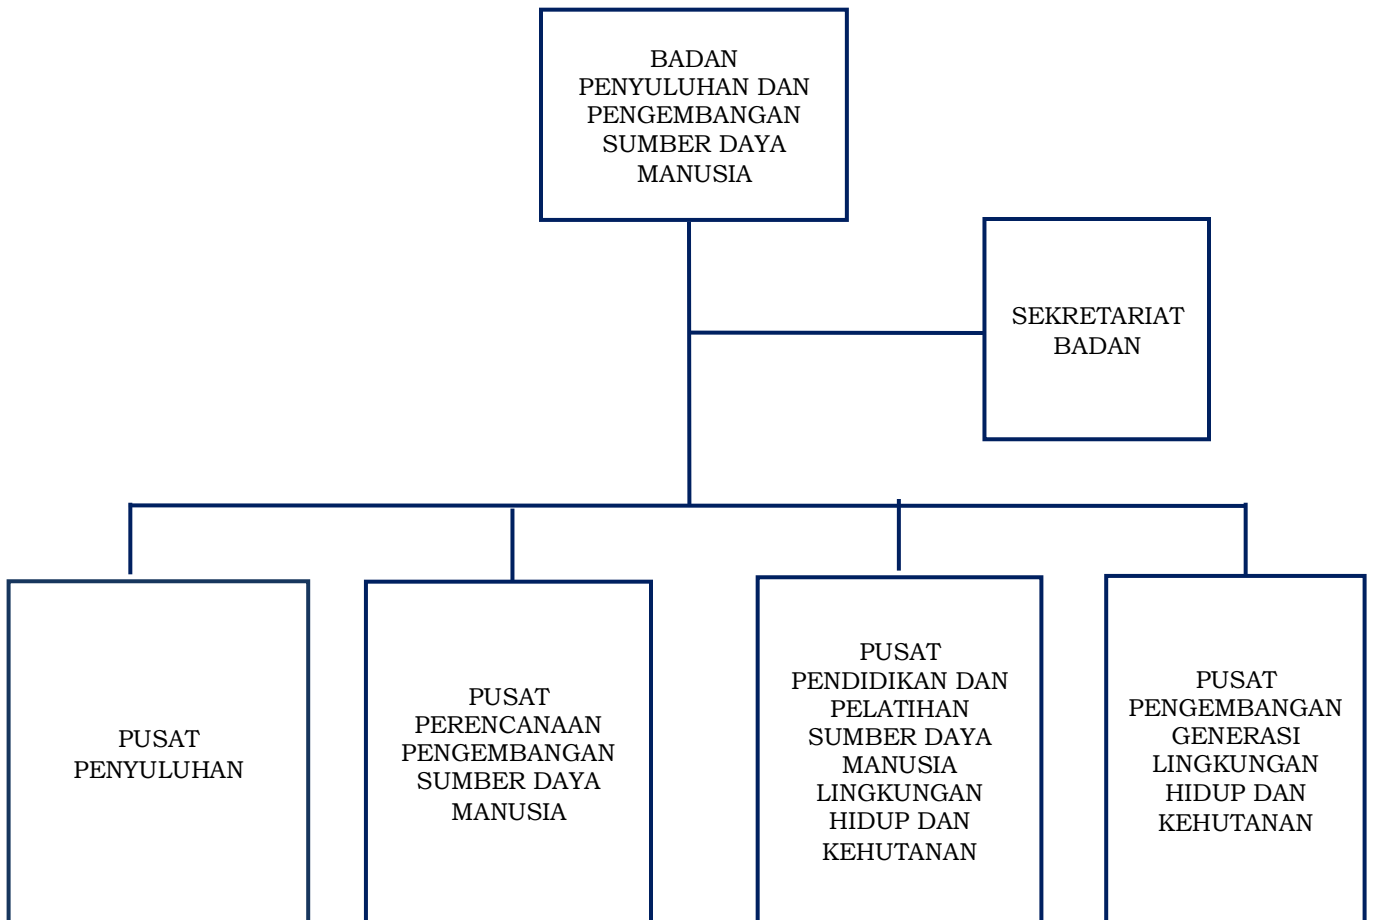 BADAN
PENYULUHAN DAN
PENGEMBANGAN
SUMBER DAYA
MANUSIA
SEKRETARIAT
BADAN
PUSAT
PENYULUHAN
PUSAT
PERENCANAAN
PENGEMBANGAN
SUMBER DAYA
MANUSIA
PUSAT
PENDIDIKAN DAN
PELATIHAN
SUMBER DAYA
MANUSIA
LINGKUNGAN
HIDUP DAN
KEHUTANAN
PUSAT
PENGEMBANGAN
GENERASI
LINGKUNGAN
HIDUP DAN
KEHUTANAN